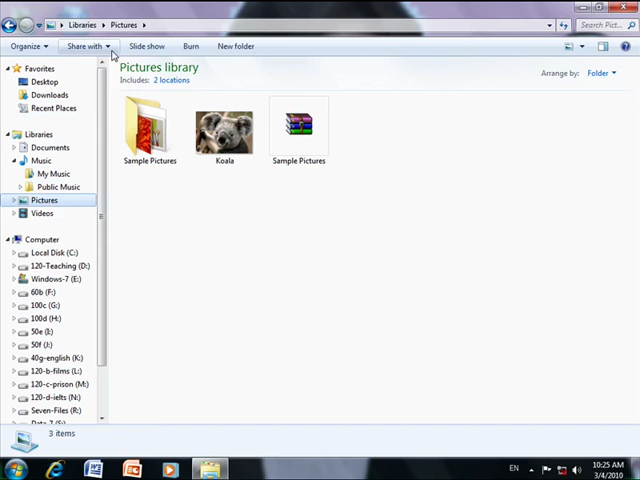 Libraries
Pictures
Search Pict...
Organize
Share with
Slide show
Burn
New folder
Favorites
Desktop
Downloads
Recent Places
Libraries
Documents
Music
My Music
Public Music
Pictures
Videos
Computer
Local Disk (C:)
120-Teaching (D:)
Windows-7 (E:)
60b (F:)
100c (G:)
100d (H:)
50e (I:)
50f (J:)
40g-english (K:)
120-b-films (L:)
120-c-prison (M:)
120-d-ielts (N:)
Seven-Files (R:)
Pictures library
Includes: 2 locations
Arrange by: Folder
Sample Pictures
Koala
Sample Pictures
3 items
EN
10:25 AM
3/4/2010